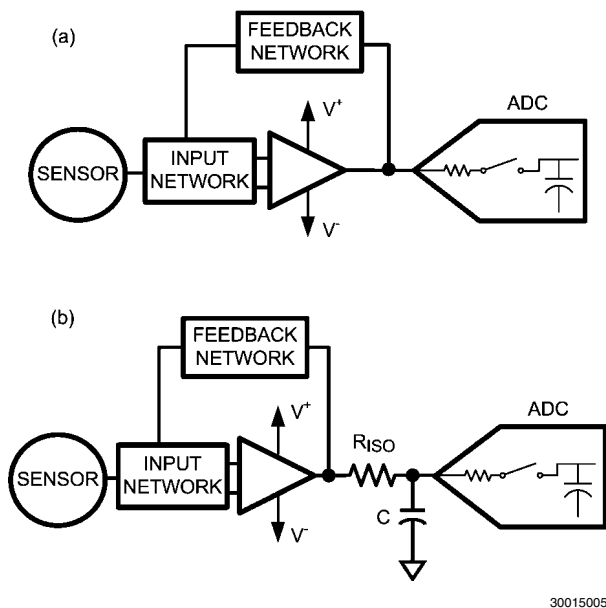 (a)
FEEDBACK
NETWORK
V+
ADC
SENSOR
INPUT
NETWORK
V-
(b)
FEEDBACK
NETWORK
V+
RISO
ADC
SENSOR
INPUT
NETWORK
C
V-
30015005